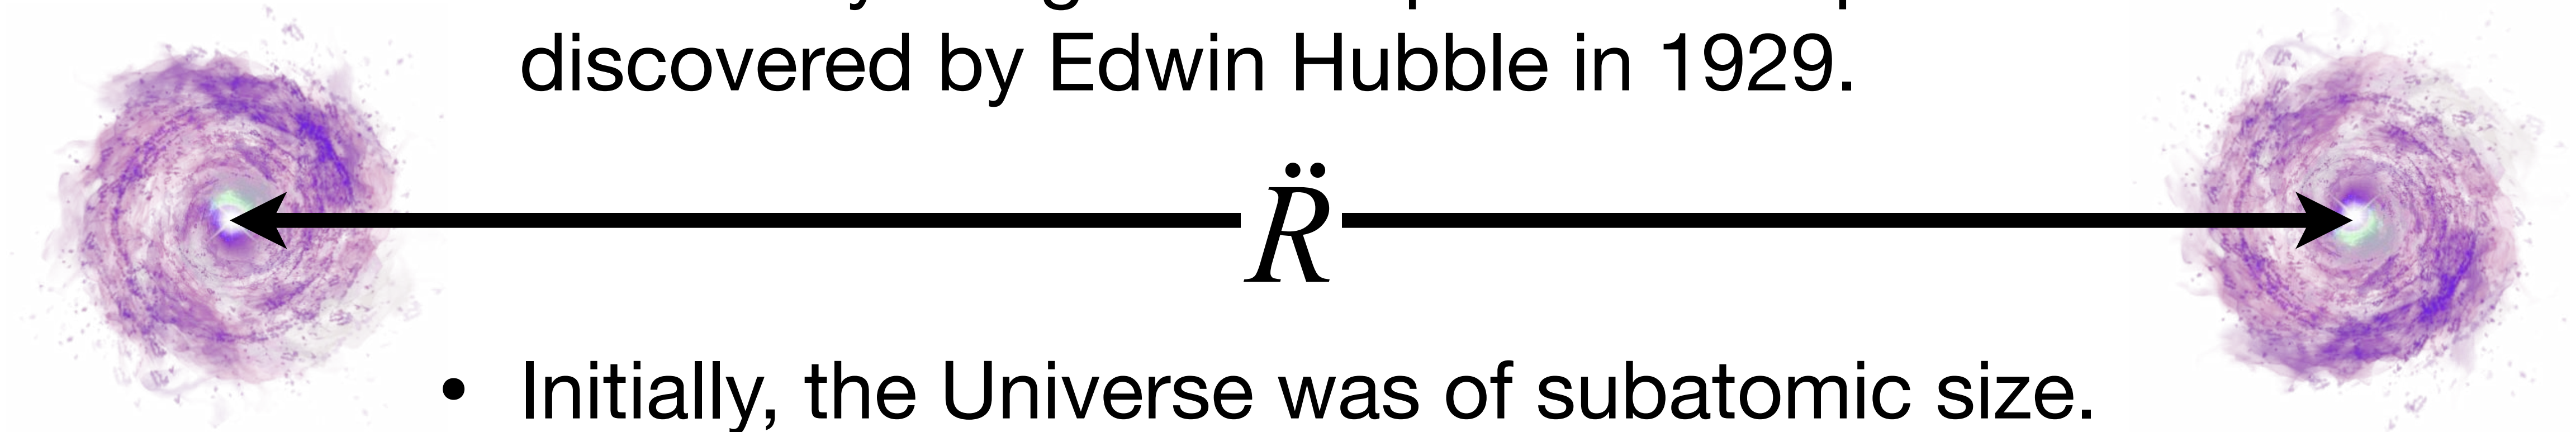 discovered by Edwin Hubble in 1929.
R̈
• Initially, the Universe was of subatomic size.